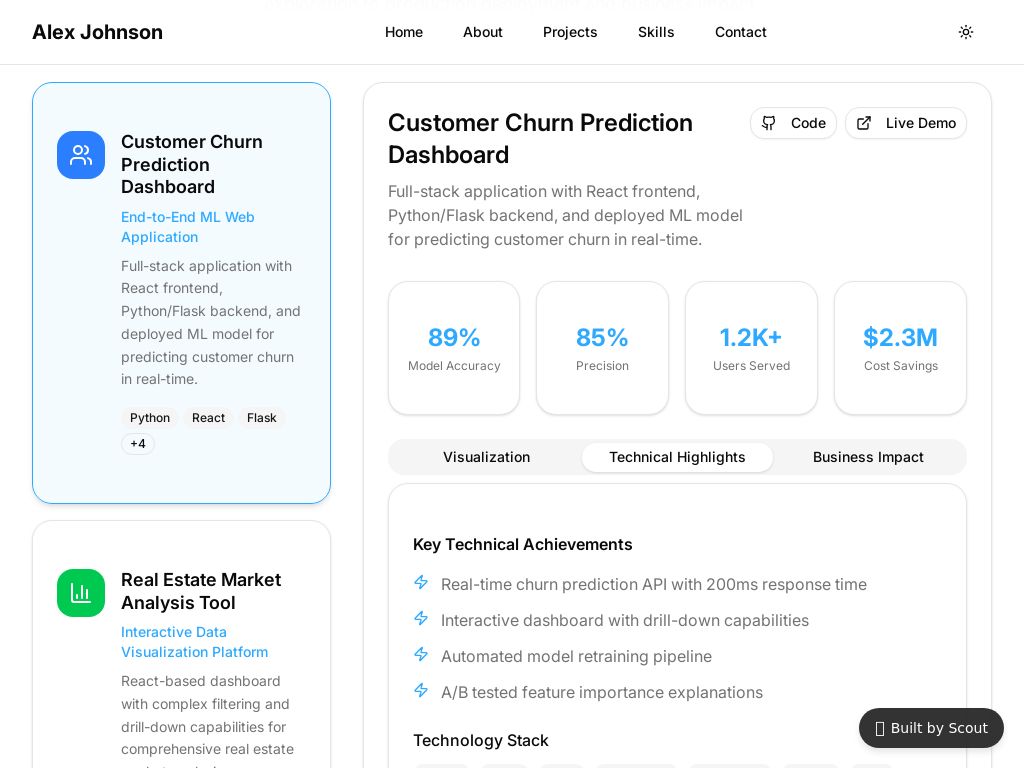 Alex Johnson
Home
About
Projects
Skills
Contact
Customer Churn
Prediction
Dashboard
End-to-End ML Web
Application
Full-stack application with
React frontend,
Python/Flask backend, and
deployed ML model for
predicting customer churn
in real-time.
Python
React
Flask
+4
Real Estate Market
Analysis Tool
Interactive Data
Visualization Platform
React-based dashboard
with complex filtering and
drill-down capabilities for
comprehensive real estate
Customer Churn Prediction
Dashboard
Code
Live Demo
Full-stack application with React frontend,
Python/Flask backend, and deployed ML model
for predicting customer churn in real-time.
89%
Model Accuracy
85%
Precision
1.2K+
Users Served
$2.3M
Cost Savings
Visualization
Technical Highlights
Business Impact
Key Technical Achievements
Real-time churn prediction API with 200ms response time
Interactive dashboard with drill-down capabilities
Automated model retraining pipeline
A/B tested feature importance explanations
Technology Stack
Built by Scout